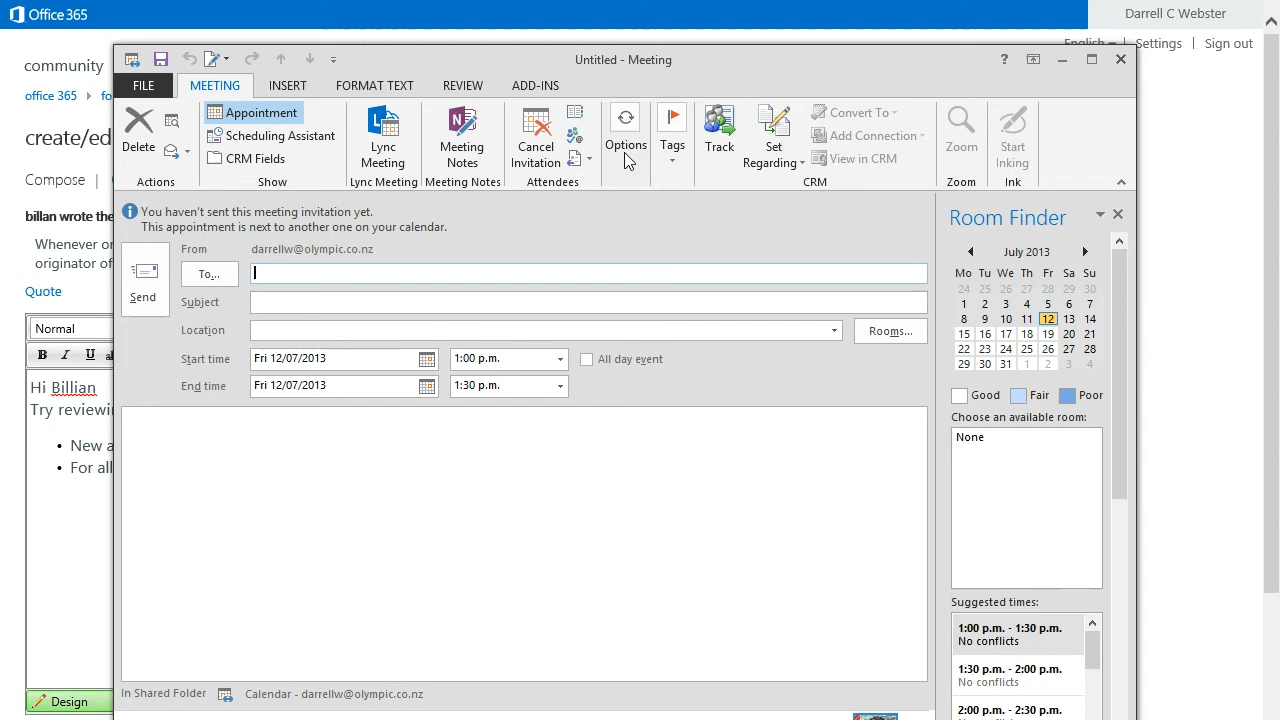 Office 365
Darrell C Webster
English
Settings | Sign out
community
office 365
fo
create/ed
Compose |
billan wrote the
Whenever or
originator of
Quote
Normal
B I U ab
Hi Billian
Try reviewin
• New a
• For all
Design
Untitled - Meeting
?
FILE MEETING INSERT FORMAT TEXT REVIEW ADD-INS
Delete
Actions
Appointment
Scheduling Assistant
CRM Fields
Show
Lync
Meeting
Lync Meeting
Meeting
Notes
Meeting Notes
Cancel
Invitation
Attendees
Options
Tags
Track
Set
Regarding
Convert To
Add Connection
View in CRM
CRM
Zoom
Zoom
Start
Inking
Ink
You haven't sent this meeting invitation yet.
This appointment is next to another one on your calendar.
Send
From darrellw@olympic.co.nz
To...
Subject
Location
Rooms...
Start time Fri 12/07/2013 1:00 p.m. All day event
End time Fri 12/07/2013 1:30 p.m.
In Shared Folder Calendar - darrellw@olympic.co.nz
Room Finder
July 2013
Mo Tu We Th Fr Sa Su
24 25 26 27 28 29 30
1 2 3 4 5 6 7
8 9 10 11 12 13 14
15 16 17 18 19 20 21
22 23 24 25 26 27 28
29 30 31 1 2 3 4
Good Fair Poor
Choose an available room:
None
Suggested times:
1:00 p.m. - 1:30 p.m.
No conflicts
1:30 p.m. - 2:00 p.m.
No conflicts
2:00 p.m. - 2:30 p.m.